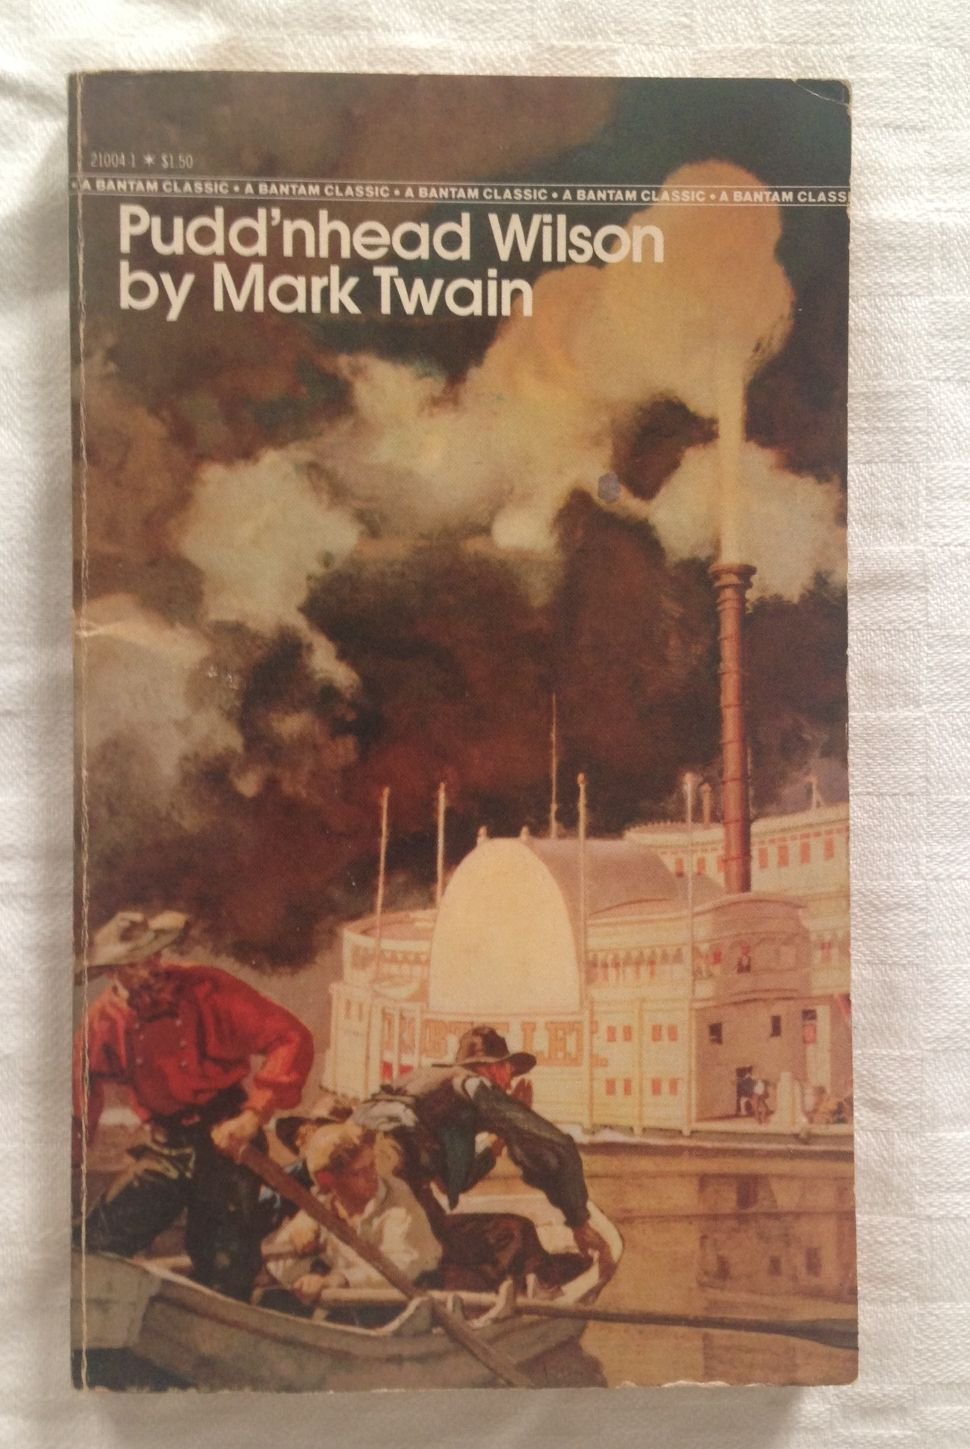 21004-1 * $1.50
• A BANTAM CLASSIC • A BANTAM CLASSIC • A BANTAM CLASSIC • A BANTAM CLASSIC • A BANTAM CLASSI
Pudd'nhead Wilson
by Mark Twain